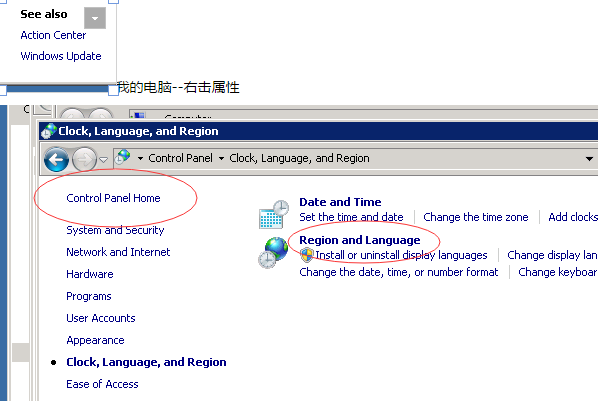 See also
Action Center
Windows Update
我的电脑--右击属性
Computer
Clock, Language, and Region
Control Panel ▾ Clock, Language, and Region
Control Panel Home
System and Security
Network and Internet
Hardware
Programs
User Accounts
Appearance
Clock, Language, and Region
Ease of Access
Date and Time
Set the time and date
Change the time zone
Add clocks
Region and Language
Install or uninstall display languages
Change display lan
Change the date, time, or number format
Change keyboar